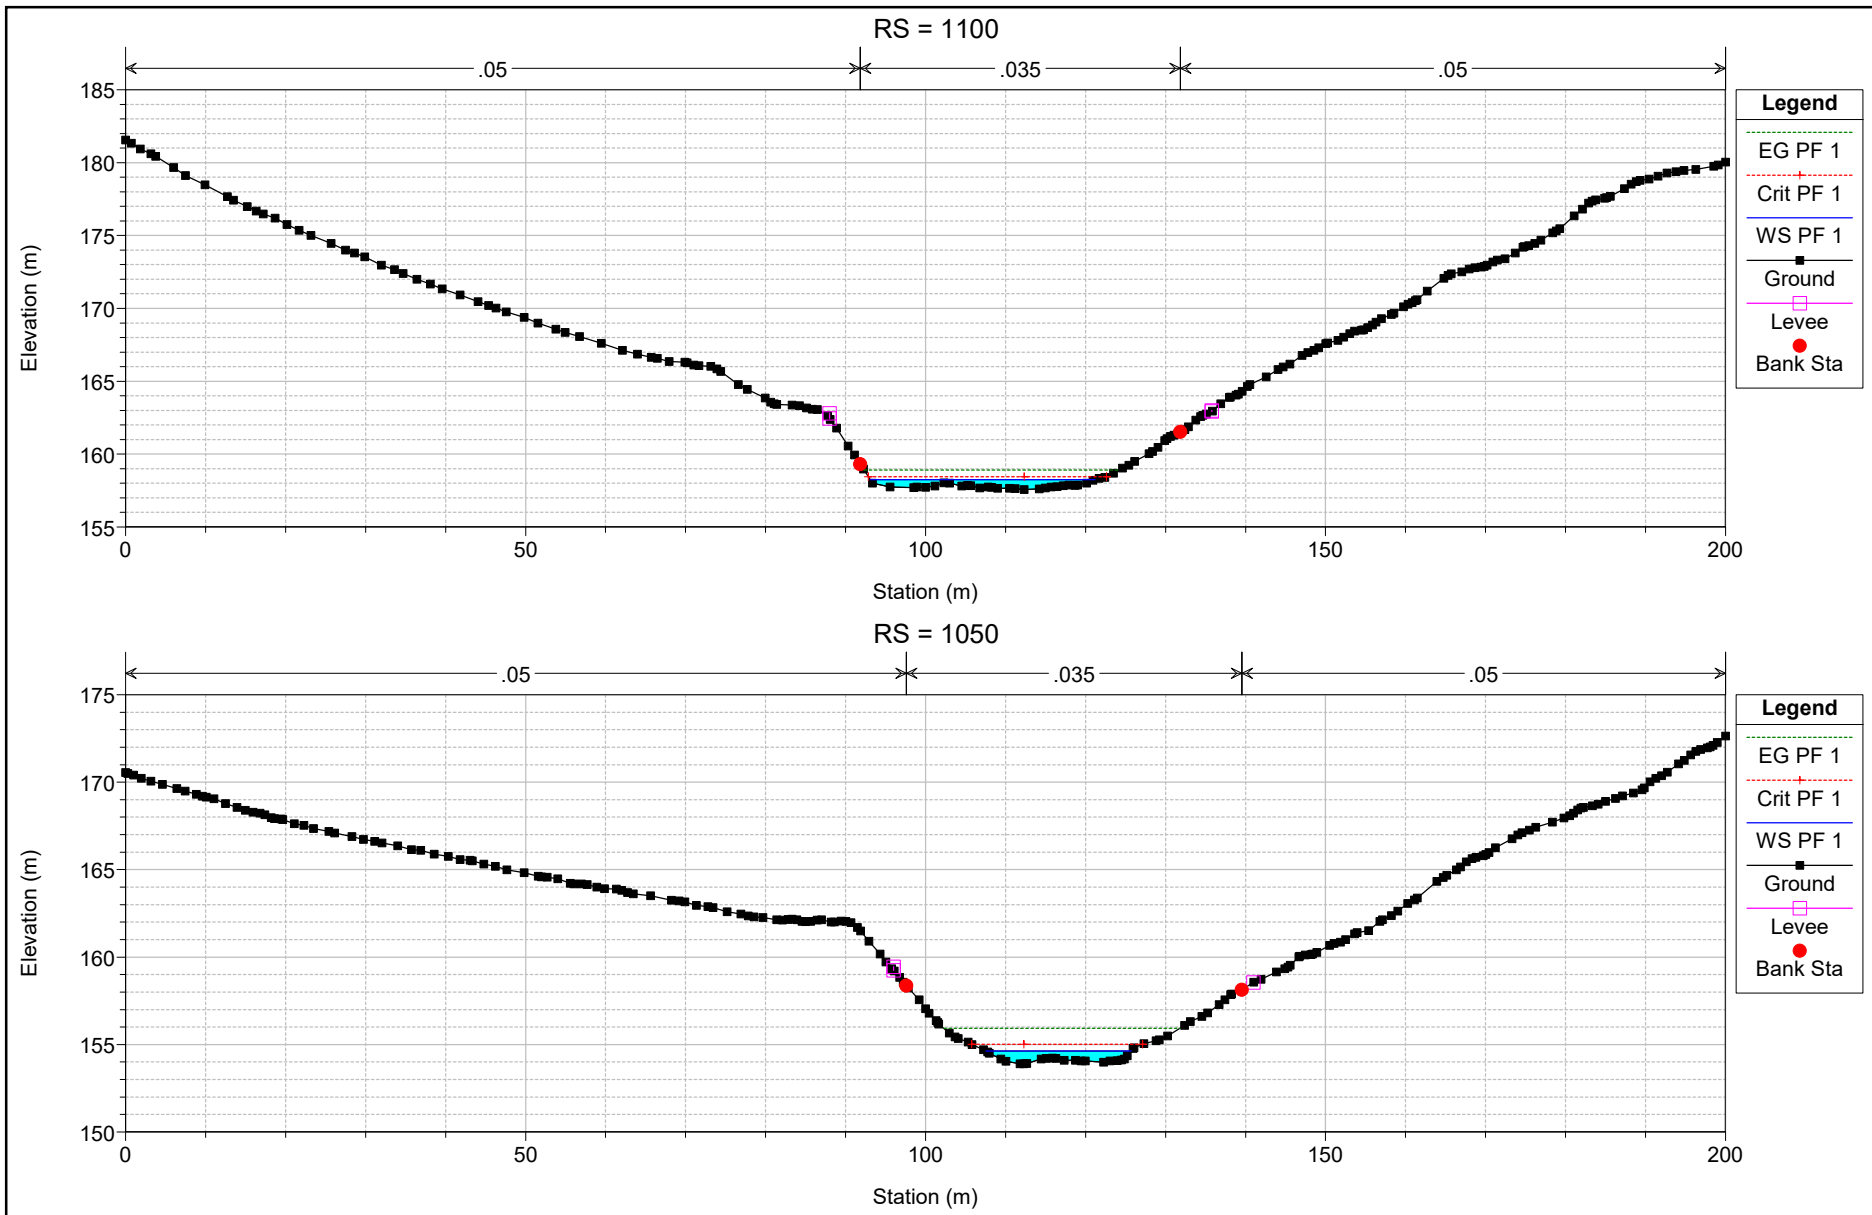 RS = 1100
.05 .035 .05
185
180
175
170
165
160
155
Elevation (m)
0 50 100 150 200
Station (m)
Legend
EG PF 1
Crit PF 1
WS PF 1
Ground
Levee
Bank Sta
RS = 1050
.05 .035 .05
175
170
165
160
155
150
Elevation (m)
0 50 100 150 200
Station (m)
Legend
EG PF 1
Crit PF 1
WS PF 1
Ground
Levee
Bank Sta